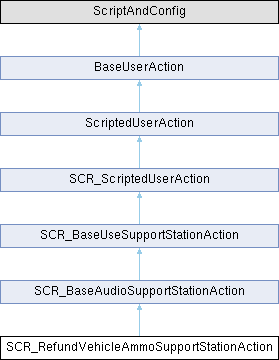 ScriptAndConfig
BaseUserAction
ScriptedUserAction
SCR_ScriptedUserAction
SCR_BaseUseSupportStationAction
SCR_BaseAudioSupportStationAction
SCR_RefundVehicleAmmoSupportStationAction